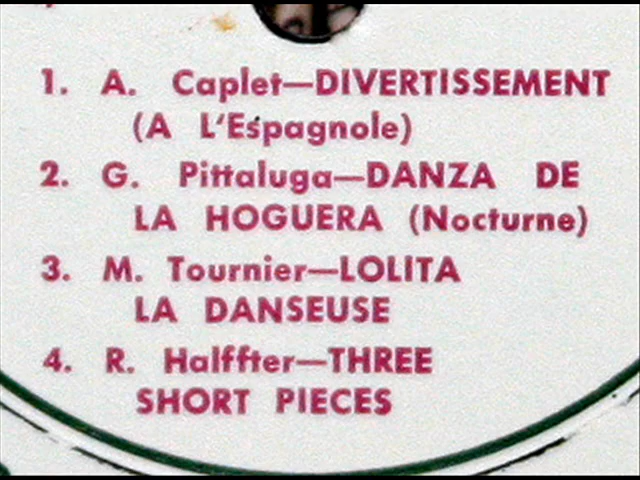 1. A. Caplet—DIVERTISSEMENT
(A L'Espagnole)
2. G. Pittaluga—DANZA DE
LA HOGUERA (Nocturne)
3. M. Tournier—LOLITA
LA DANSEUSE
4. R. Halffter—THREE
SHORT PIECES